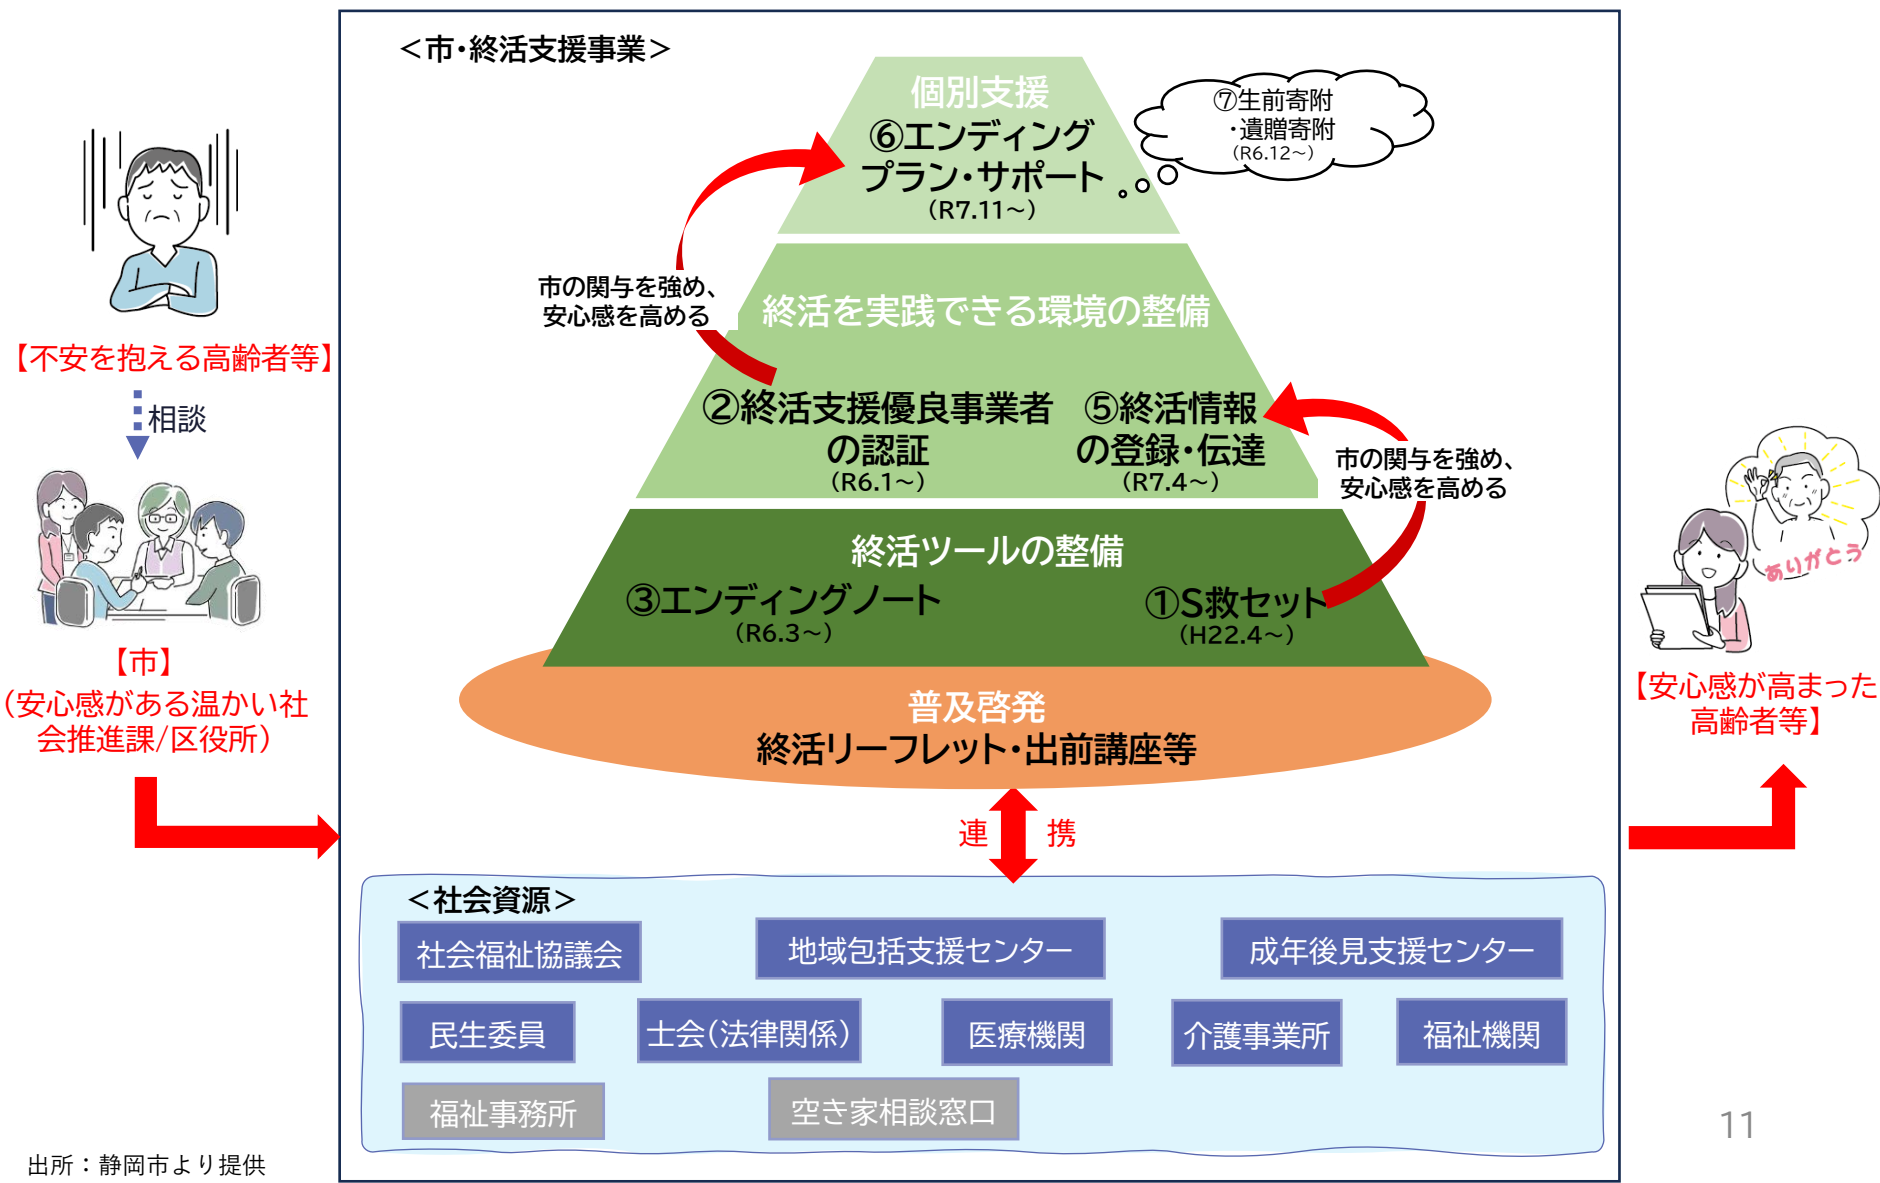 <市・終活支援事業>
個別支援
⑥エンディング
プラン・サポート
(R7.11~)
⑦生前寄附
・遺贈寄附
(R6.12~)
市の関与を強め、
安心感を高める
終活を実践できる環境の整備
②終活支援優良事業者
の認証
(R6.1~)
⑤終活情報
の登録・伝達
(R7.4~)
市の関与を強め、
安心感を高める
終活ツールの整備
③エンディングノート
(R6.3~)
①S救セット
(H22.4~)
普及啓発
終活リーフレット・出前講座等
連 携
<社会資源>
社会福祉協議会
地域包括支援センター
成年後見支援センター
民生委員
士会(法律関係)
医療機関
介護事業所
福祉機関
福祉事務所
空き家相談窓口
【不安を抱える高齢者等】
相談
【市】
(安心感がある温かい社
会推進課/区役所)
ありがとう
【安心感が高まった
高齢者等】
11
出所：静岡市より提供